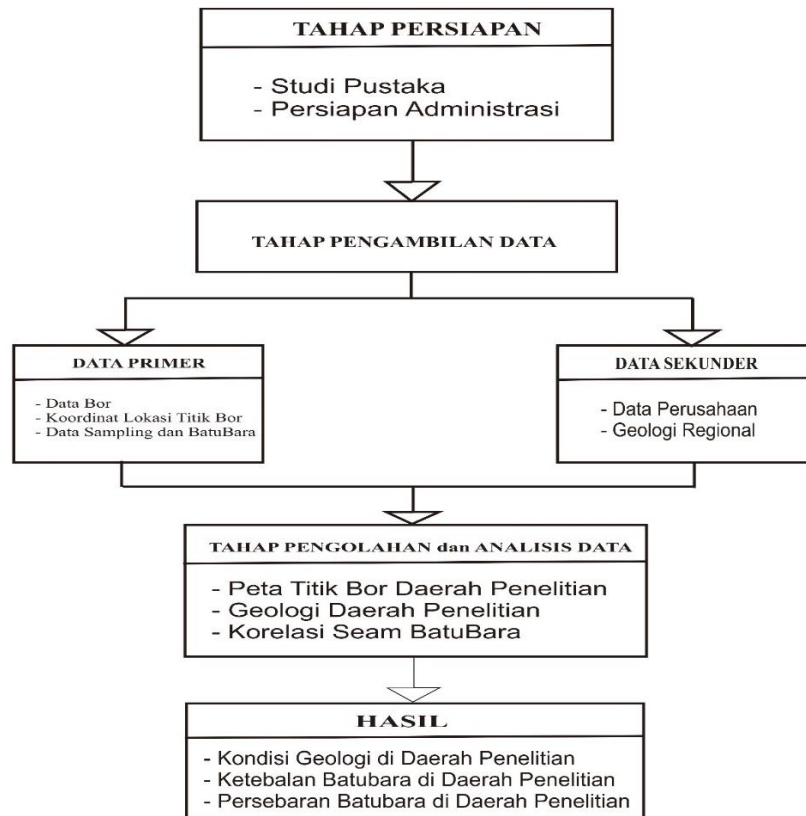 TAHAP PERSIAPAN
- Studi Pustaka
- Persiapan Administrasi
TAHAP PENGAMBILAN DATA
DATA PRIMER
- Data Bor
- Koordinat Lokasi Titik Bor
- Data Sampling dan BatuBara
DATA SEKUNDER
- Data Perusahaan
- Geologi Regional
TAHAP PENGOLAHAN dan ANALISIS DATA
- Peta Titik Bor Daerah Penelitian
- Geologi Daerah Penelitian
- Korelasi Seam BatuBara
HASIL
- Kondisi Geologi di Daerah Penelitian
- Ketebalan Batubara di Daerah Penelitian
- Persebaran Batubara di Daerah Penelitian